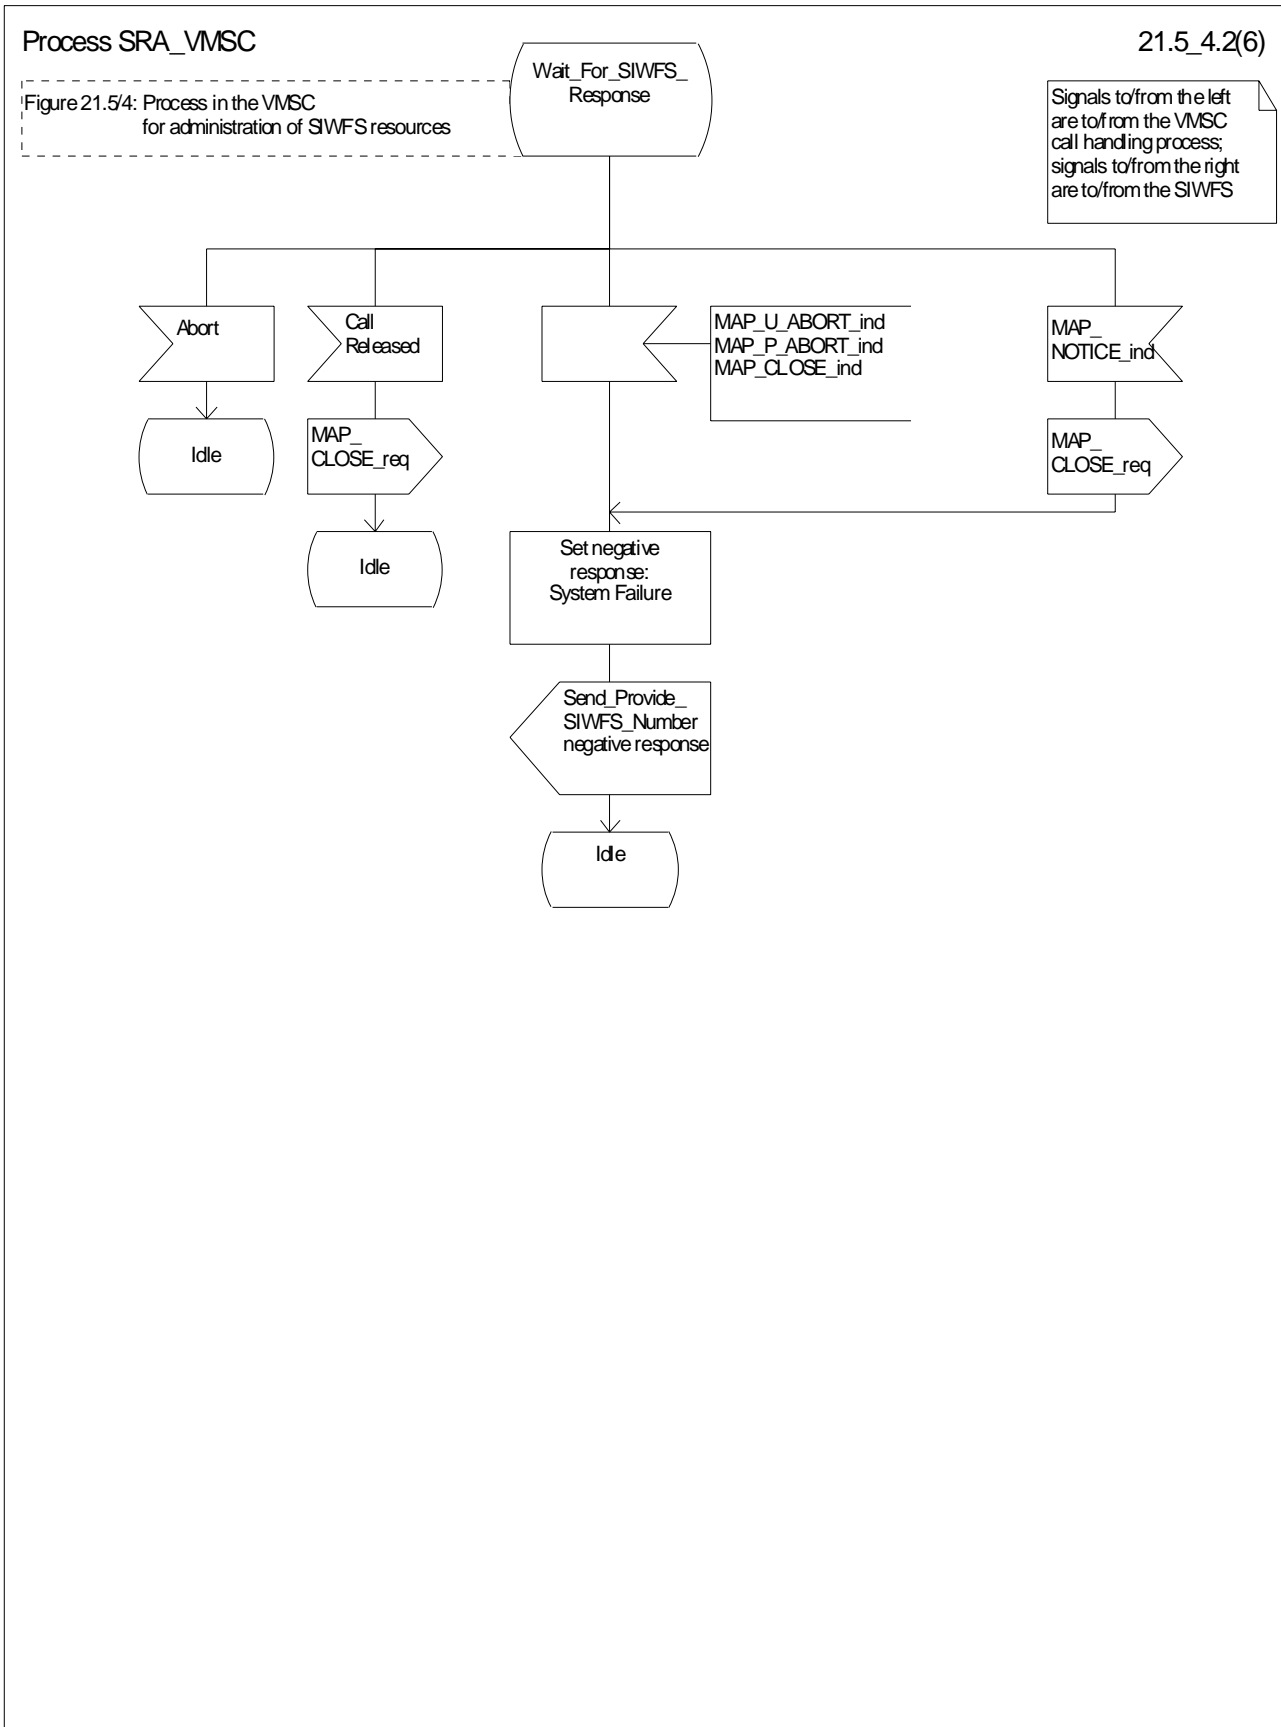 Process SRA_VMSC
21.5_4.2(6)
Figure 21.5/4: Process in the VMSC
for administration of SIWFS resources
Wait_For_SIWFS_
Response
Signals to/from the left
are to/from the VMSC
call handling process;
signals to/from the right
are to/from the SIWFS
Abort
Call
Released
MAP_U_ABORT_ind
MAP_P_ABORT_ind
MAP_CLOSE_ind
MAP_
NOTICE_ind
Idle
MAP_
CLOSE_req
MAP_
CLOSE_req
Idle
Set negative
response:
System Failure
Send_Provide_
SIWFS_Number
negative response
Idle